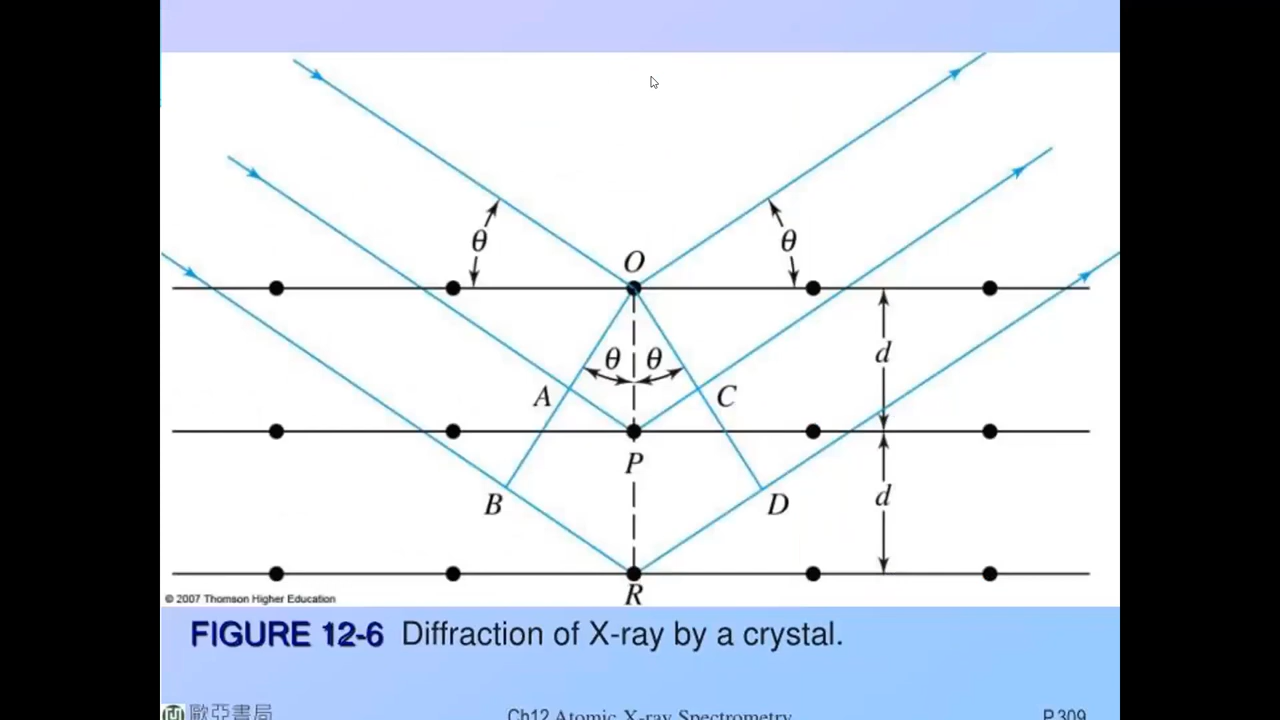 θ
θ
O
θ
θ
d
A
C
P
d
B
D
R
© 2007 Thomson Higher Education
FIGURE 12-6 Diffraction of X-ray by a crystal.
歐亞書局
Ch12 Atomic X-ray Spectrometry
P.309